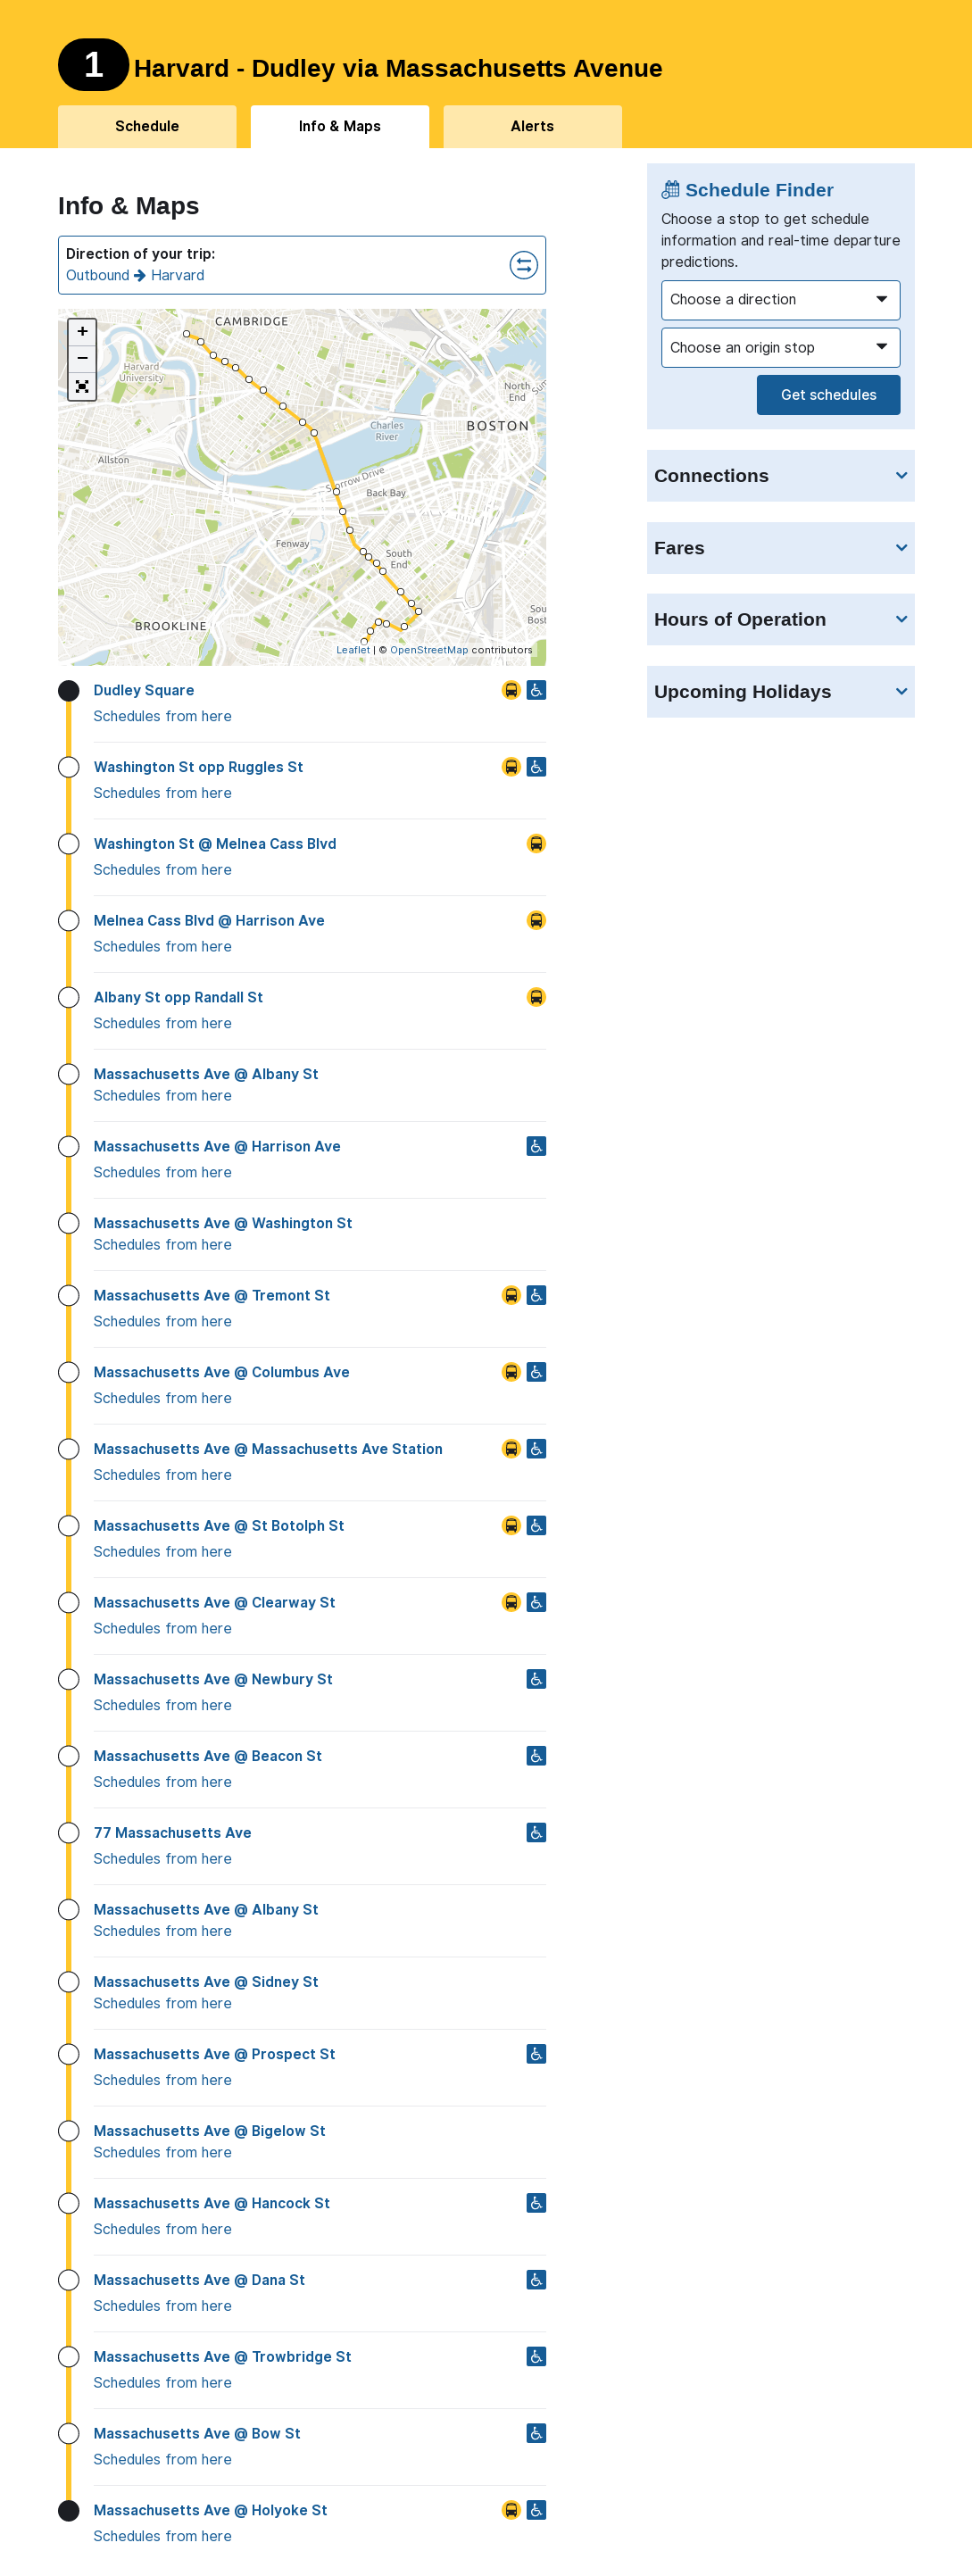 1 Harvard - Dudley via Massachusetts Avenue
Schedule
Info & Maps
Alerts
Info & Maps
Direction of your trip:
Outbound Harvard
+
−
CAMBRIDGE
Harvard
University
North
End
BOSTON
Charles
River
Allston
Storrow Drive
Back Bay
Fenway
South
End
BROOKLINE
Sou
Bost
Leaflet | © OpenStreetMap contributors
Dudley Square
Schedules from here
Washington St opp Ruggles St
Schedules from here
Washington St @ Melnea Cass Blvd
Schedules from here
Melnea Cass Blvd @ Harrison Ave
Schedules from here
Albany St opp Randall St
Schedules from here
Massachusetts Ave @ Albany St
Schedules from here
Massachusetts Ave @ Harrison Ave
Schedules from here
Massachusetts Ave @ Washington St
Schedules from here
Massachusetts Ave @ Tremont St
Schedules from here
Massachusetts Ave @ Columbus Ave
Schedules from here
Massachusetts Ave @ Massachusetts Ave Station
Schedules from here
Massachusetts Ave @ St Botolph St
Schedules from here
Massachusetts Ave @ Clearway St
Schedules from here
Massachusetts Ave @ Newbury St
Schedules from here
Massachusetts Ave @ Beacon St
Schedules from here
77 Massachusetts Ave
Schedules from here
Massachusetts Ave @ Albany St
Schedules from here
Massachusetts Ave @ Sidney St
Schedules from here
Massachusetts Ave @ Prospect St
Schedules from here
Massachusetts Ave @ Bigelow St
Schedules from here
Massachusetts Ave @ Hancock St
Schedules from here
Massachusetts Ave @ Dana St
Schedules from here
Massachusetts Ave @ Trowbridge St
Schedules from here
Massachusetts Ave @ Bow St
Schedules from here
Massachusetts Ave @ Holyoke St
Schedules from here
Schedule Finder
Choose a stop to get schedule
information and real-time departure
predictions.
Choose a direction
Choose an origin stop
Get schedules
Connections
Fares
Hours of Operation
Upcoming Holidays